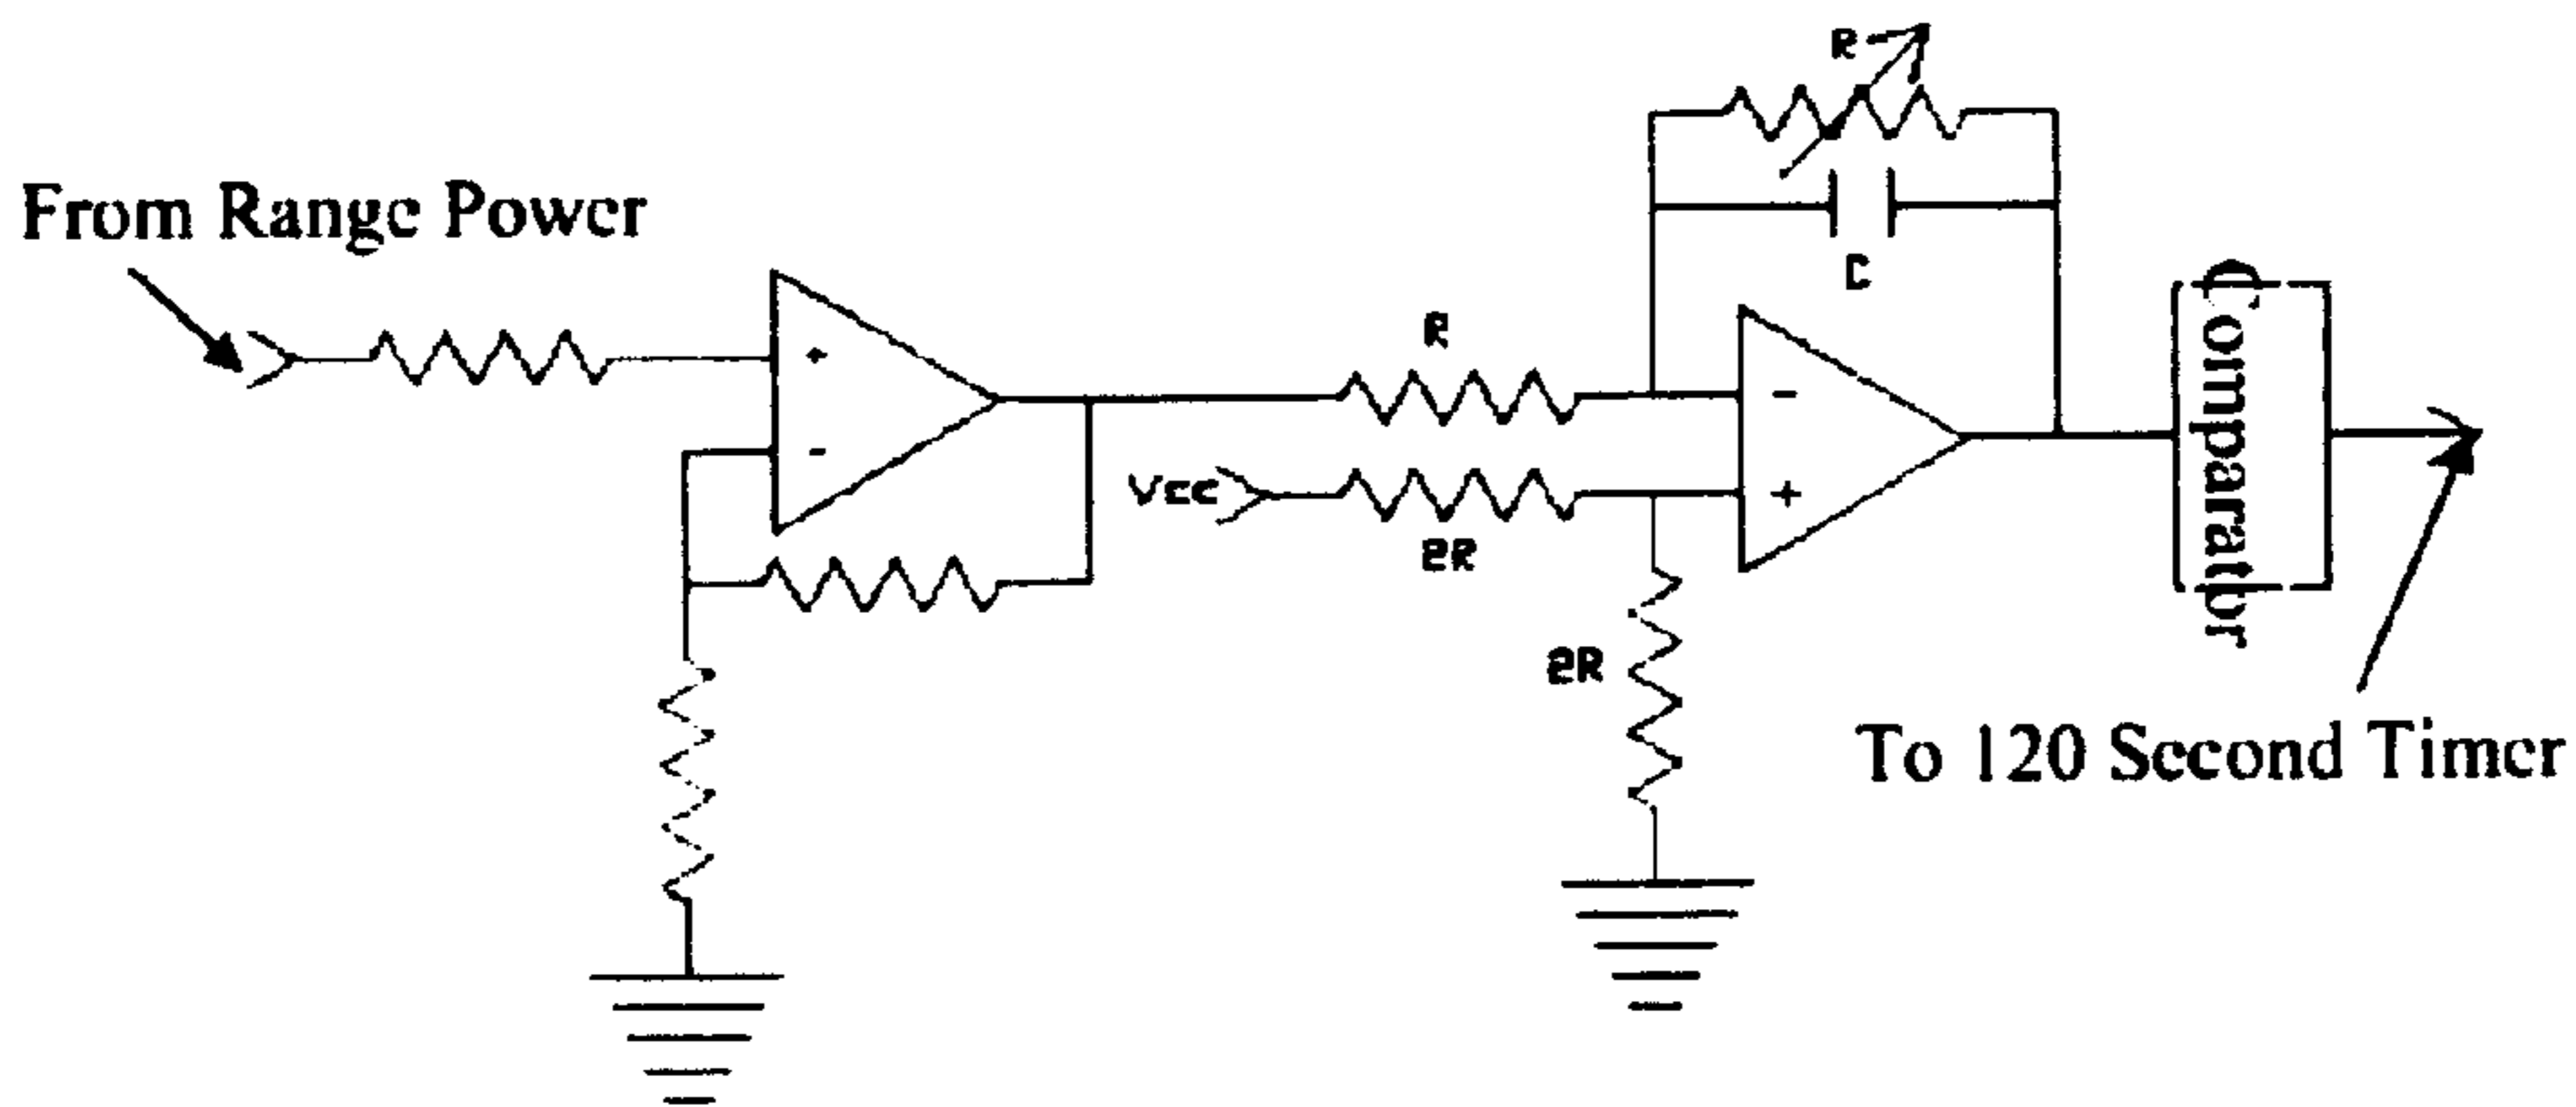 R
From Range Power
C
R
+
-
-
Vcc
+
2R
2R
Comparator
To 120 Second Timer